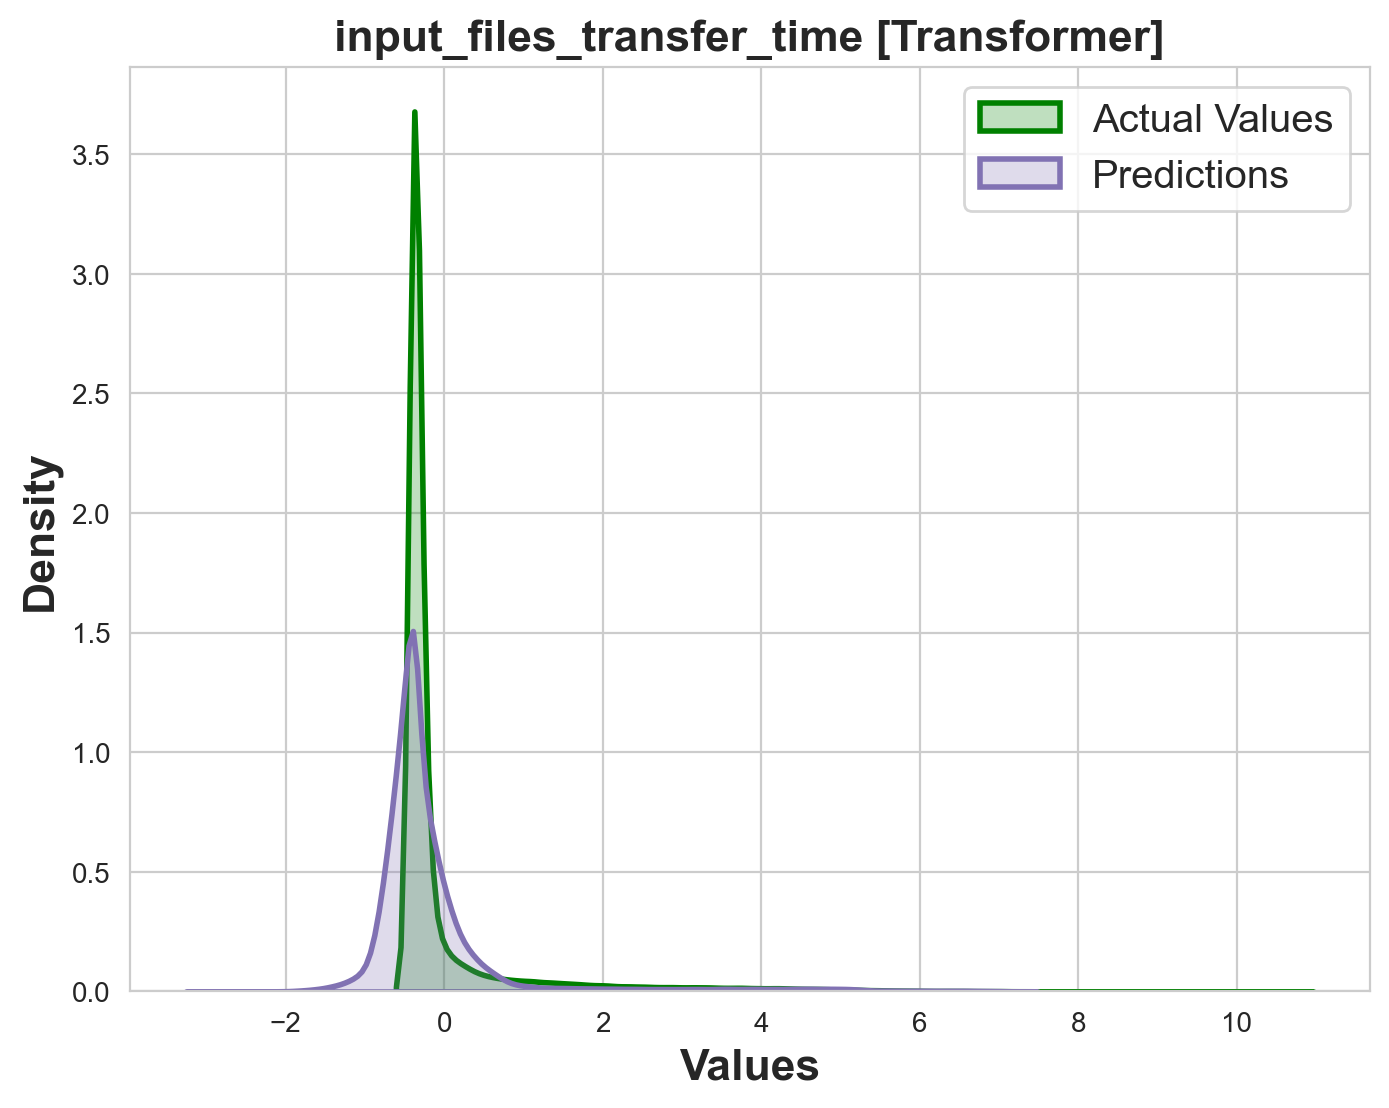 input_files_transfer_time [Transformer]
Actual Values
Predictions
Density
3.5
3.0
2.5
2.0
1.5
1.0
0.5
0.0
−2 0 2 4 6 8 10
Values